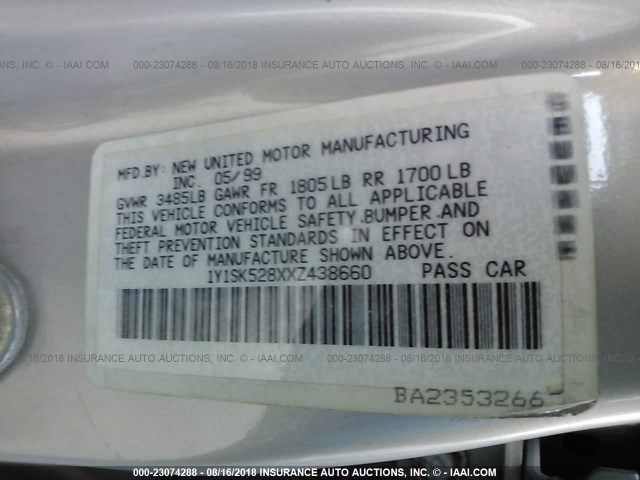 000-23074288 - 08/16/2018 - INSURANCE AUTO AUCTIONS, INC. © - IAAI.COM
MFD.BY: NEW UNITED MOTOR MANUFACTURING
INC. 05/99
GVWR 3485LB GAWR FR 1805LB RR 1700LB
THIS VEHICLE CONFORMS TO ALL APPLICABLE
FEDERAL MOTOR VEHICLE SAFETY,BUMPER,AND
THEFT PREVENTION STANDARDS IN EFFECT ON
THE DATE OF MANUFACTURE SHOWN ABOVE.
1Y1SK528XXZ438660 PASS CAR
08/16/2018 INSURANCE AUTO AUCTIONS, INC. © - IAAI.COM
000-23074288 - 08/16/2018 - INSURANCE AUTO AUCTIONS, INC.
BA2353266
000-23074288 - 08/16/2018 - INSURANCE AUTO AUCTIONS, INC. © - IAAI.COM